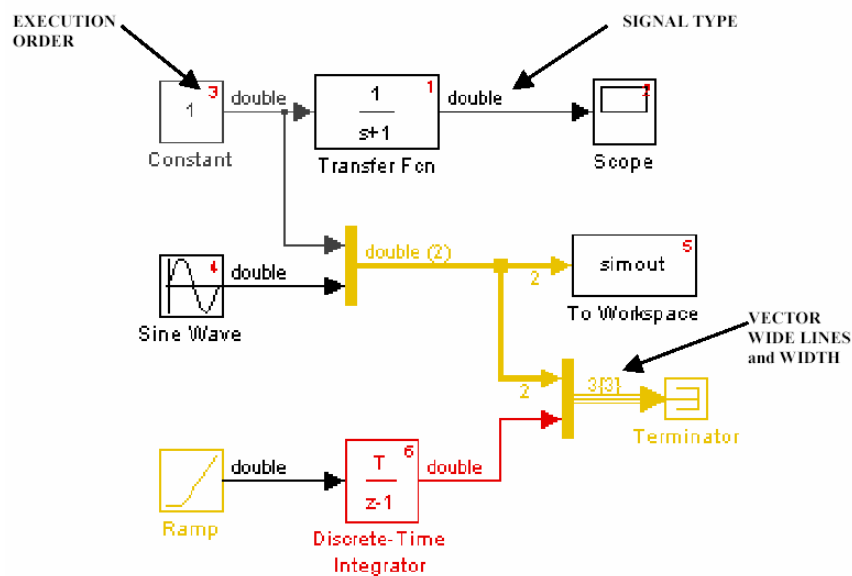 EXECUTION
ORDER
SIGNAL TYPE
3
1
double
Constant
1
1
s+1
double
Transfer Fcn
Scope
4
double
Sine Wave
double (2)
2
5
simout
To Workspace
VECTOR
WIDE LINES
and WIDTH
2
3{3}
Terminator
double
Ramp
6
T
z-1
double
Discrete-Time
Integrator